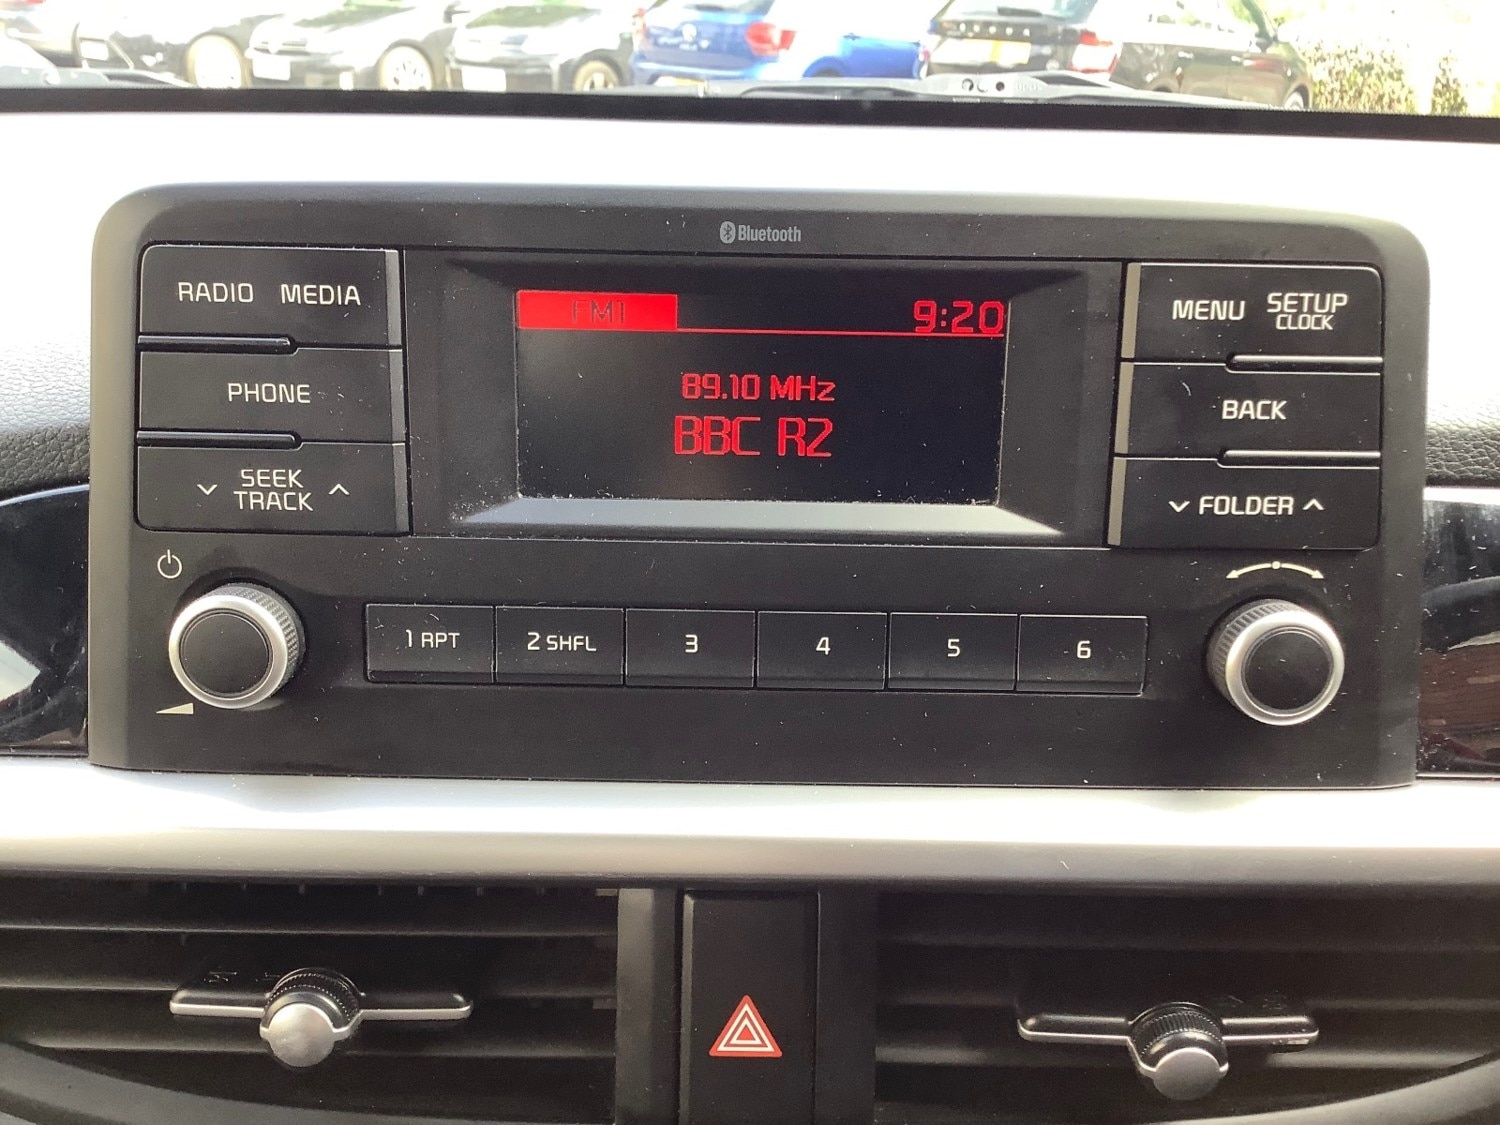 Bluetooth
RADIO MEDIA
PHONE
SEEK
TRACK
FM1
9:20
89.10 MHz
BBC R2
MENU SETUP
CLOCK
BACK
FOLDER
1 RPT
2 SHFL
3
4
5
6